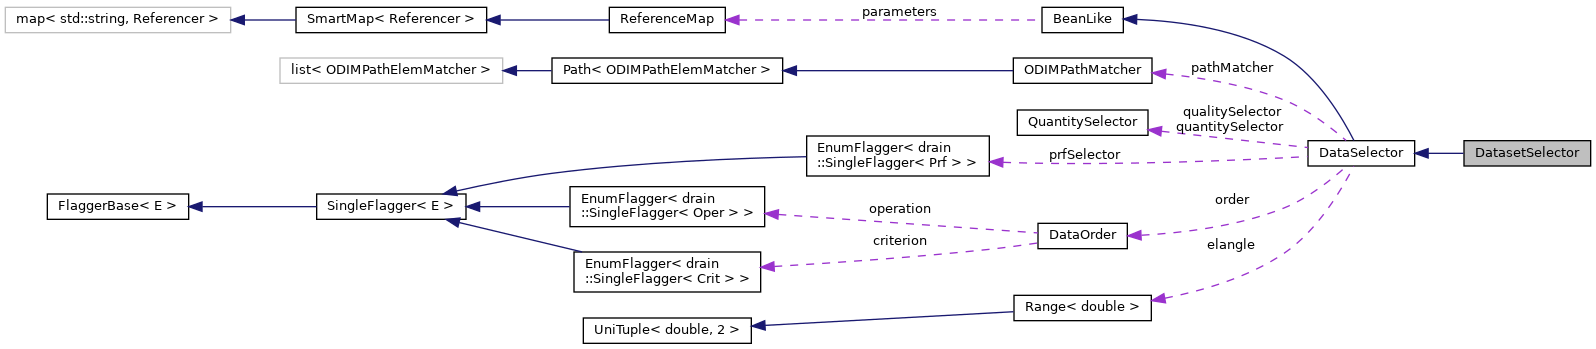 map< std::string, Referencer >
SmartMap< Referencer >
ReferenceMap
parameters
BeanLike
list< ODIMPathElemMatcher >
Path< ODIMPathElemMatcher >
ODIMPathMatcher
pathMatcher
QuantitySelector
qualitySelector
quantitySelector
EnumFlagger< drain
::SingleFlagger< Prf > >
prfSelector
DataSelector
DatasetSelector
FlaggerBase< E >
SingleFlagger< E >
EnumFlagger< drain
::SingleFlagger< Oper > >
operation
order
DataOrder
criterion
elangle
EnumFlagger< drain
::SingleFlagger< Crit > >
Range< double >
UniTuple< double, 2 >